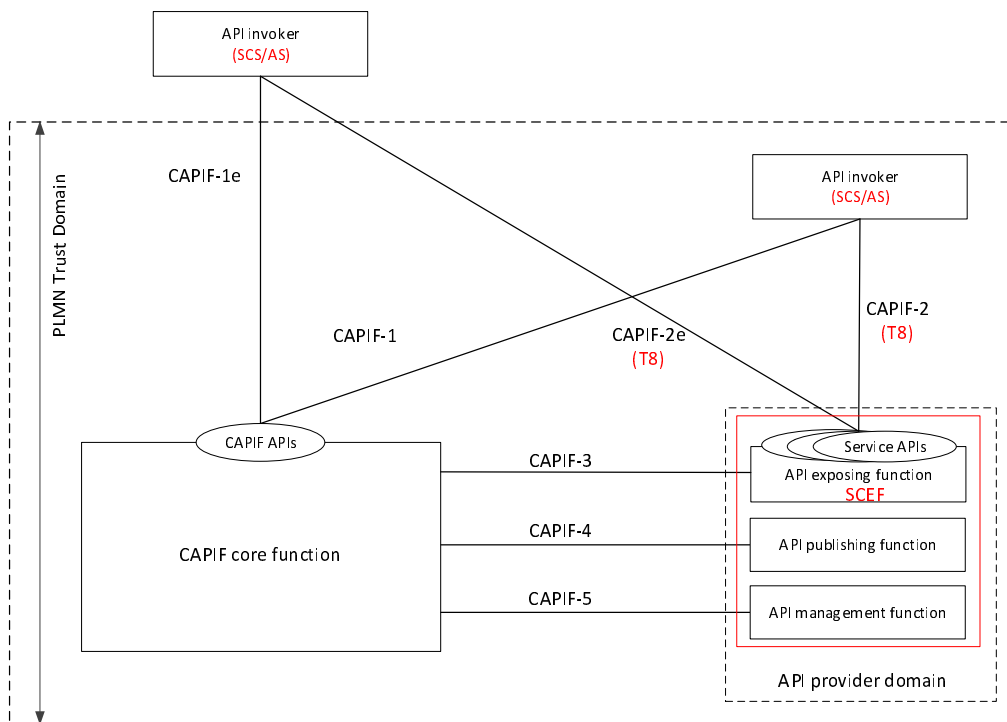 API invoker
(SCS/AS)
PLMN Trust Domain
CAPIF-1e
API invoker
(SCS/AS)
CAPIF-1
CAPIF-2e
(T8)
CAPIF-2
(T8)
CAPIF APIs
Service APIs
CAPIF-3
API exposing function
SCEF
CAPIF core function
CAPIF-4
API publishing function
CAPIF-5
API management function
API provider domain